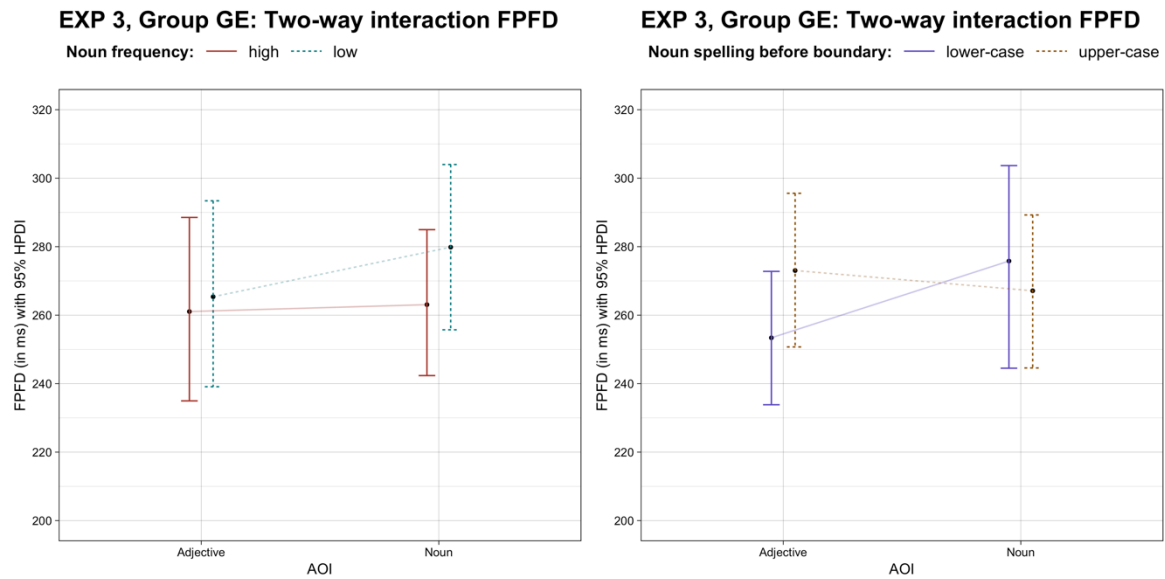 EXP 3, Group GE: Two-way interaction FPFD
Noun frequency: high low
FPFD (in ms) with 95% HPDI
320
300
280
260
240
220
200
Adjective Noun
AOI
EXP 3, Group GE: Two-way interaction FPFD
Noun spelling before boundary: lower-case upper-case
FPFD (in ms) with 95% HPDI
320
300
280
260
240
220
200
Adjective Noun
AOI